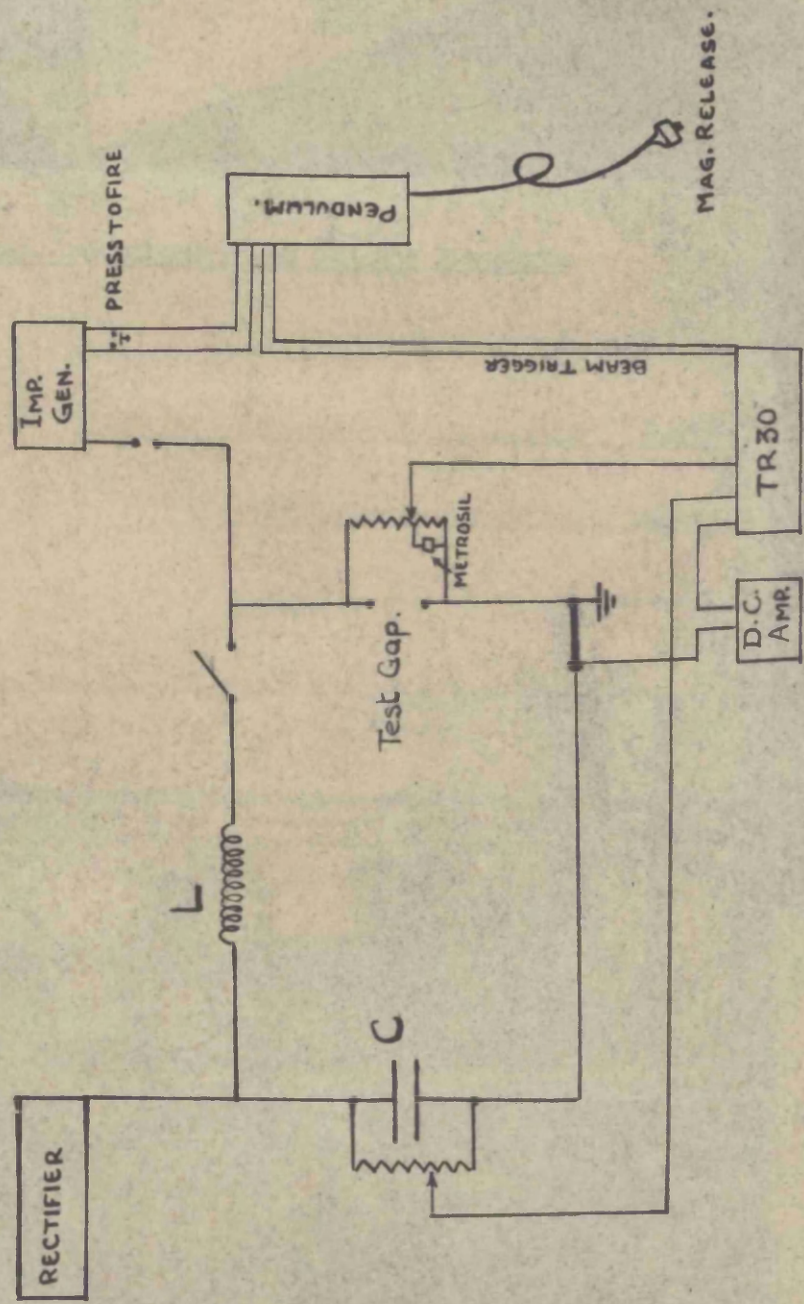 RECTIFIER
IMP.
GEN.
PRESS TO FIRE
L
PENDULUM.
C
Test Gap.
METROSIL
BEAM TRIGGER
MAG. RELEASE.
D.C.
AMP.
TR30